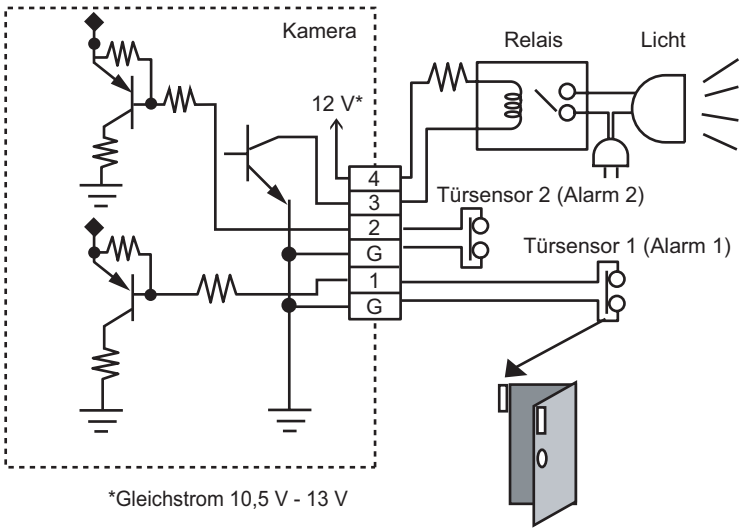 Kamera
Relais
Licht
12 V*
4
3
2
G
1
G
Türsensor 2 (Alarm 2)
Türsensor 1 (Alarm 1)
*Gleichstrom 10,5 V - 13 V